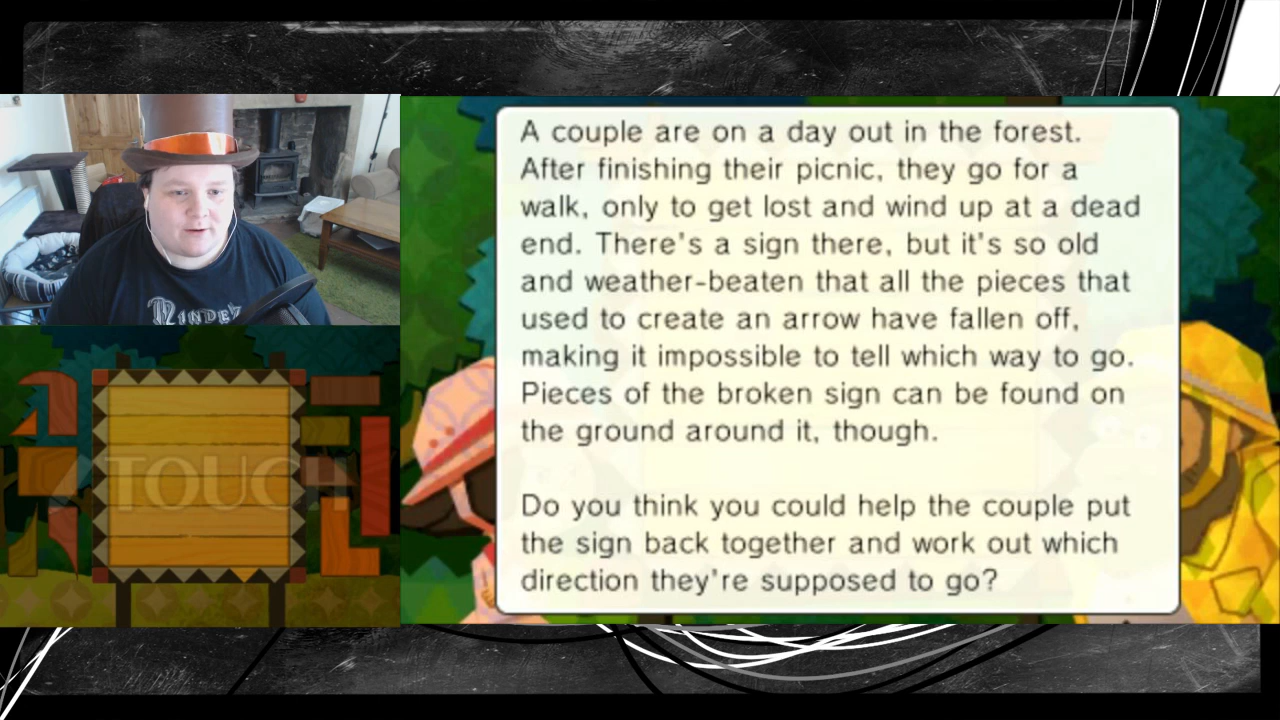 A couple are on a day out in the forest.
After finishing their picnic, they go for a
walk, only to get lost and wind up at a dead
end. There's a sign there, but it's so old
and weather-beaten that all the pieces that
used to create an arrow have fallen off,
making it impossible to tell which way to go.
Pieces of the broken sign can be found on
the ground around it, though.
Do you think you could help the couple put
the sign back together and work out which
direction they're supposed to go?
TOUCH